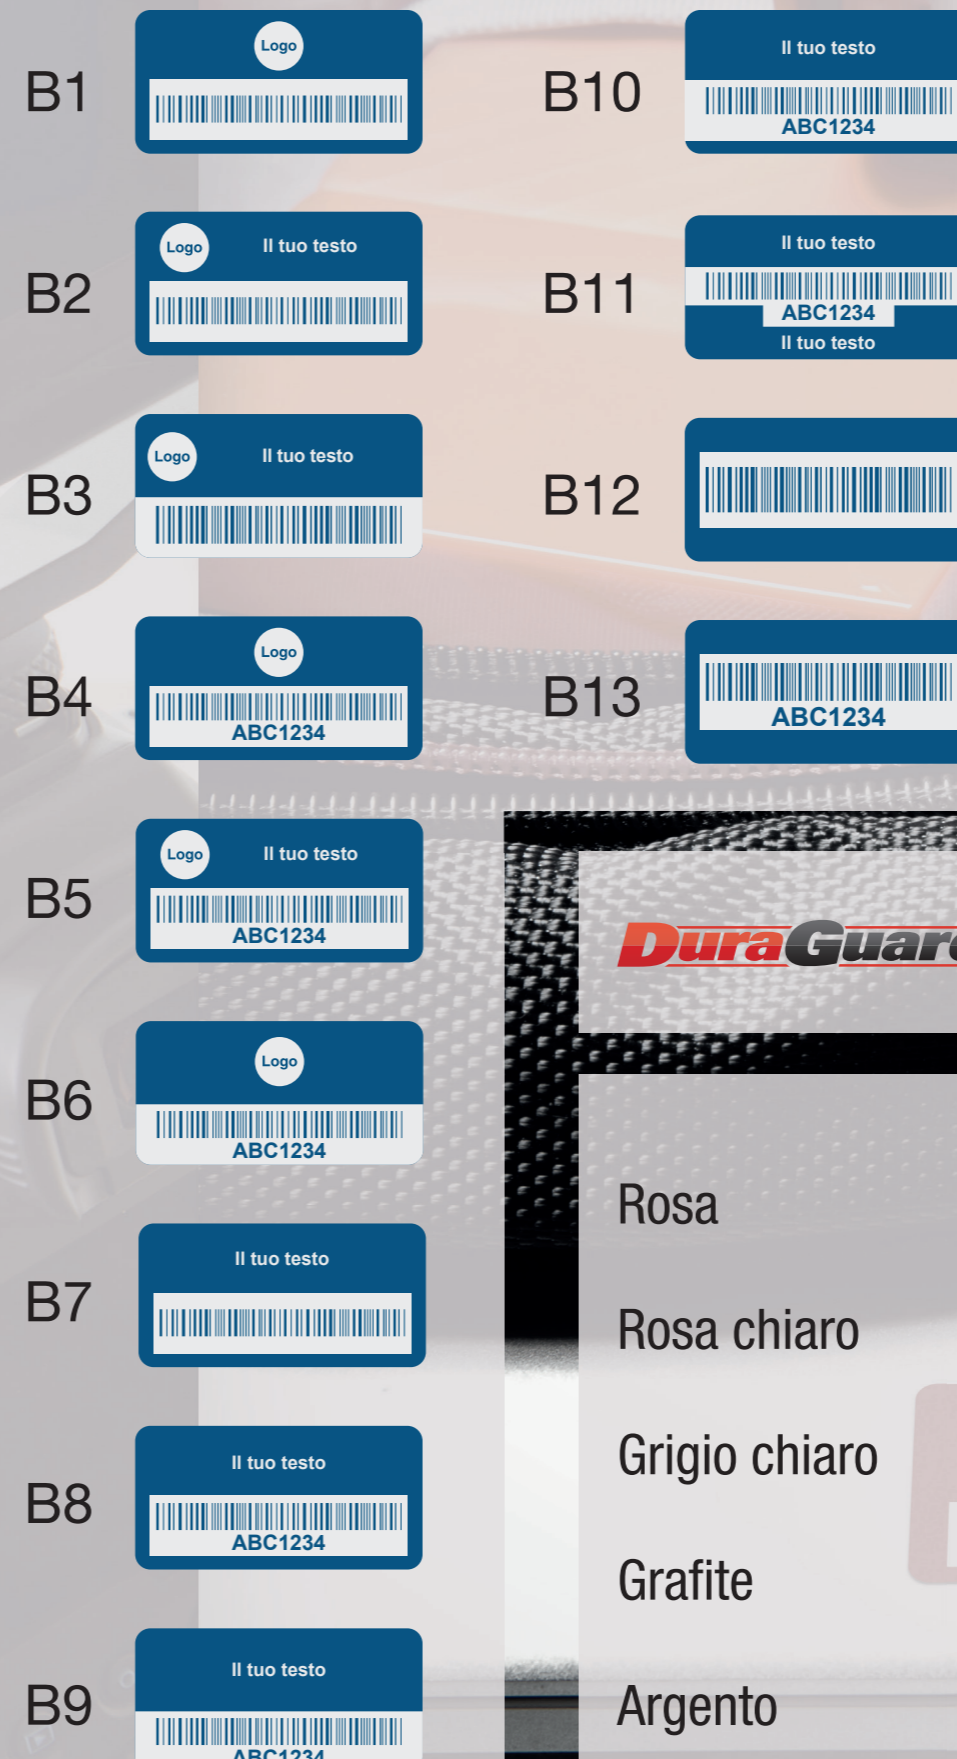 B1
Logo
B2
Logo
Il tuo testo
B3
Logo
Il tuo testo
B4
Logo
ABC1234
B5
Logo
Il tuo testo
ABC1234
B6
Logo
ABC1234
B7
Il tuo testo
B8
Il tuo testo
ABC1234
B9
Il tuo testo
ABC1234
B10
Il tuo testo
ABC1234
B11
Il tuo testo
ABC1234
Il tuo testo
B12
B13
ABC1234
Rosa
Rosa chiaro
Grigio chiaro
Grafite
Argento